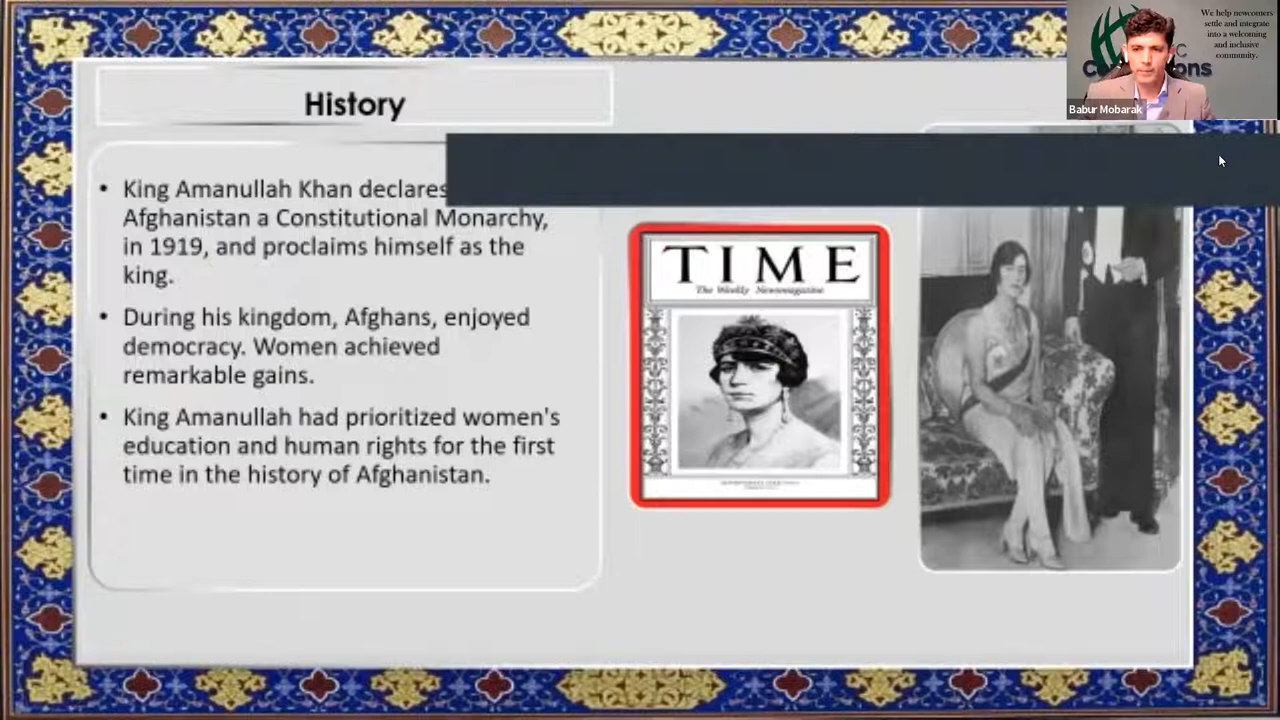 History
• King Amanullah Khan declares
Afghanistan a Constitutional Monarchy,
in 1919, and proclaims himself as the
king.
• During his kingdom, Afghans, enjoyed
democracy. Women achieved
remarkable gains.
• King Amanullah had prioritized women's
education and human rights for the first
time in the history of Afghanistan.
TIME
The Weekly Newsmagazine
We help newcomers
settle and integrate
into a welcoming
and inclusive
community.
Babur Mobarak